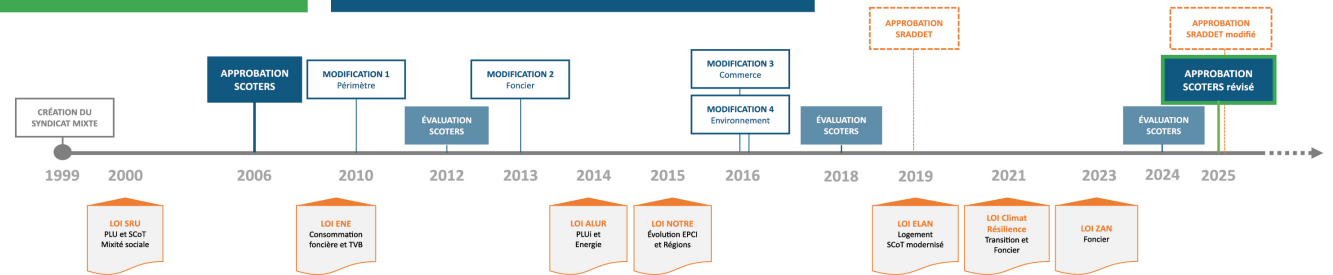 APPROBATION
SRADDET
APPROBATION
SRADDET modifié
APPROBATION
SCOTERS
MODIFICATION 1
Périmètre
MODIFICATION 2
Foncier
MODIFICATION 3
Commerce
APPROBATION
SCOTERS révisé
CRÉATION DU
SYNDICAT MIXTE
ÉVALUATION
SCOTERS
MODIFICATION 4
Environnement
ÉVALUATION
SCOTERS
ÉVALUATION
SCOTERS
1999 2000 2006 2010 2012 2013 2014 2015 2016 2018 2019 2021 2023 2024 2025
LOI SRU
PLU et SCoT
Mixité sociale
LOI ENE
Consommation
foncière et TVB
LOI ALUR
PLUi et
Energie
LOI NOTRE
Évolution EPCI
et Régions
LOI ELAN
Logement
SCoT modernisé
LOI Climat
Résilience
Transition et
Foncier
LOI ZAN
Foncier